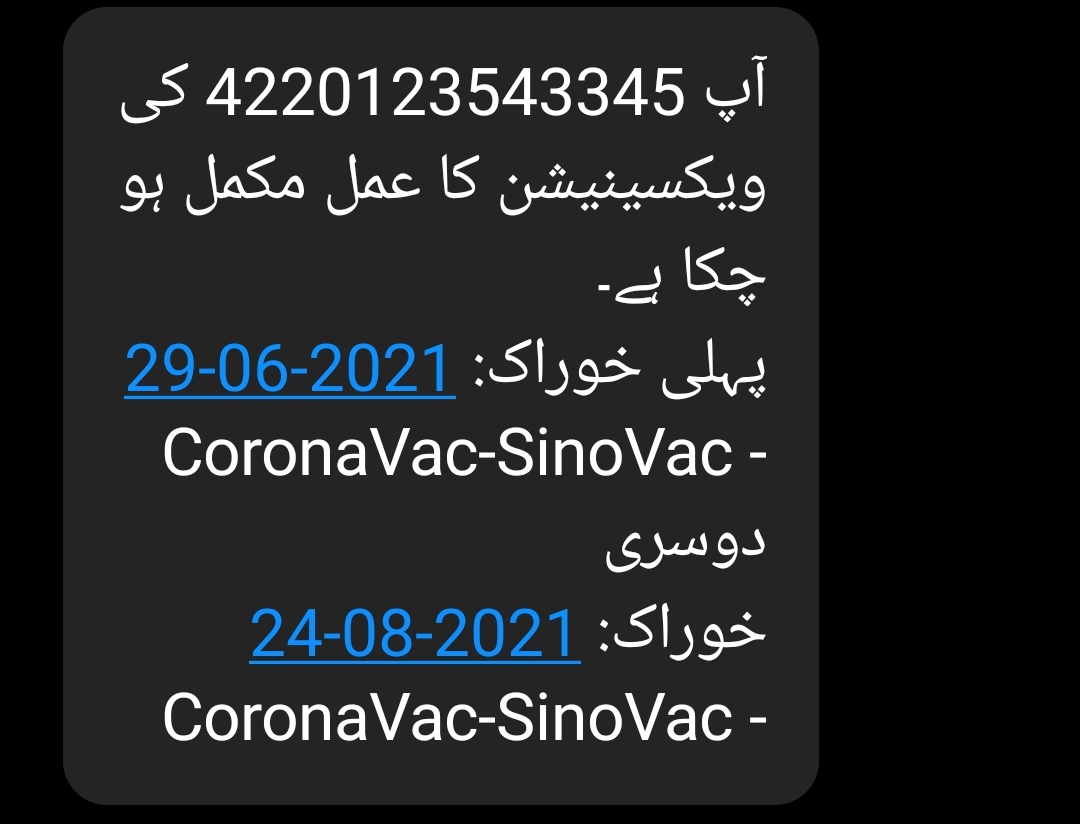 آپ 4220123543345 کی
ویکسینیشن کا عمل مکمل ہو
چکا ہے۔
پہلی خوراک: 29-06-2021
- CoronaVac-SinoVac
دوسری
خوراک: 24-08-2021
- CoronaVac-SinoVac